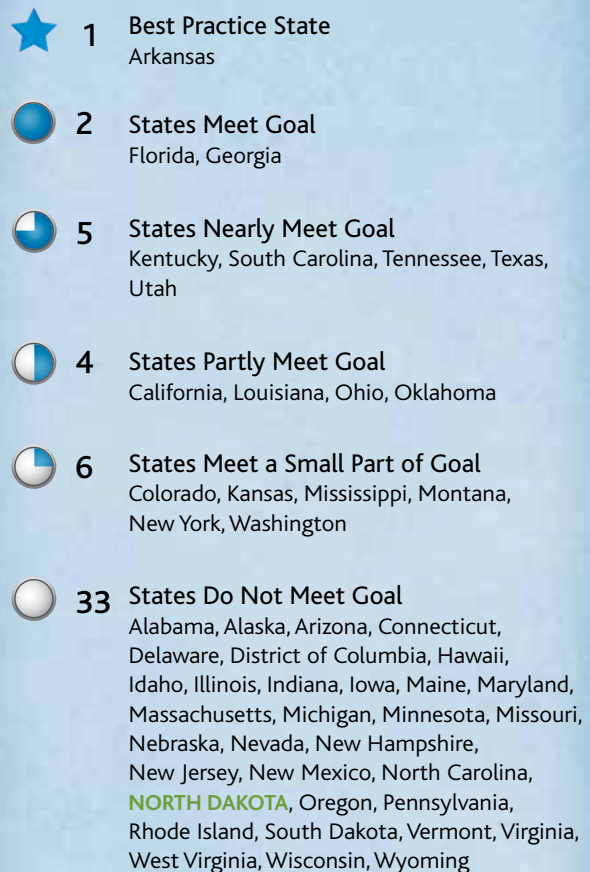 1 Best Practice State
Arkansas
2 States Meet Goal
Florida, Georgia
5 States Nearly Meet Goal
Kentucky, South Carolina, Tennessee, Texas,
Utah
4 States Partly Meet Goal
California, Louisiana, Ohio, Oklahoma
6 States Meet a Small Part of Goal
Colorado, Kansas, Mississippi, Montana,
New York, Washington
33 States Do Not Meet Goal
Alabama, Alaska, Arizona, Connecticut,
Delaware, District of Columbia, Hawaii,
Idaho, Illinois, Indiana, Iowa, Maine, Maryland,
Massachusetts, Michigan, Minnesota, Missouri,
Nebraska, Nevada, New Hampshire,
New Jersey, New Mexico, North Carolina,
NORTH DAKOTA, Oregon, Pennsylvania,
Rhode Island, South Dakota, Vermont, Virginia,
West Virginia, Wisconsin, Wyoming